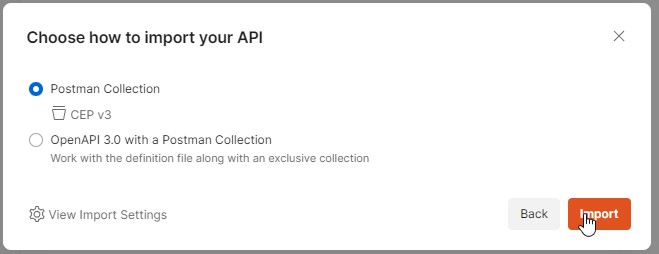 Choose how to import your API
Postman Collection
CEP v3
OpenAPI 3.0 with a Postman Collection
Work with the definition file along with an exclusive collection
View Import Settings
Back
Import